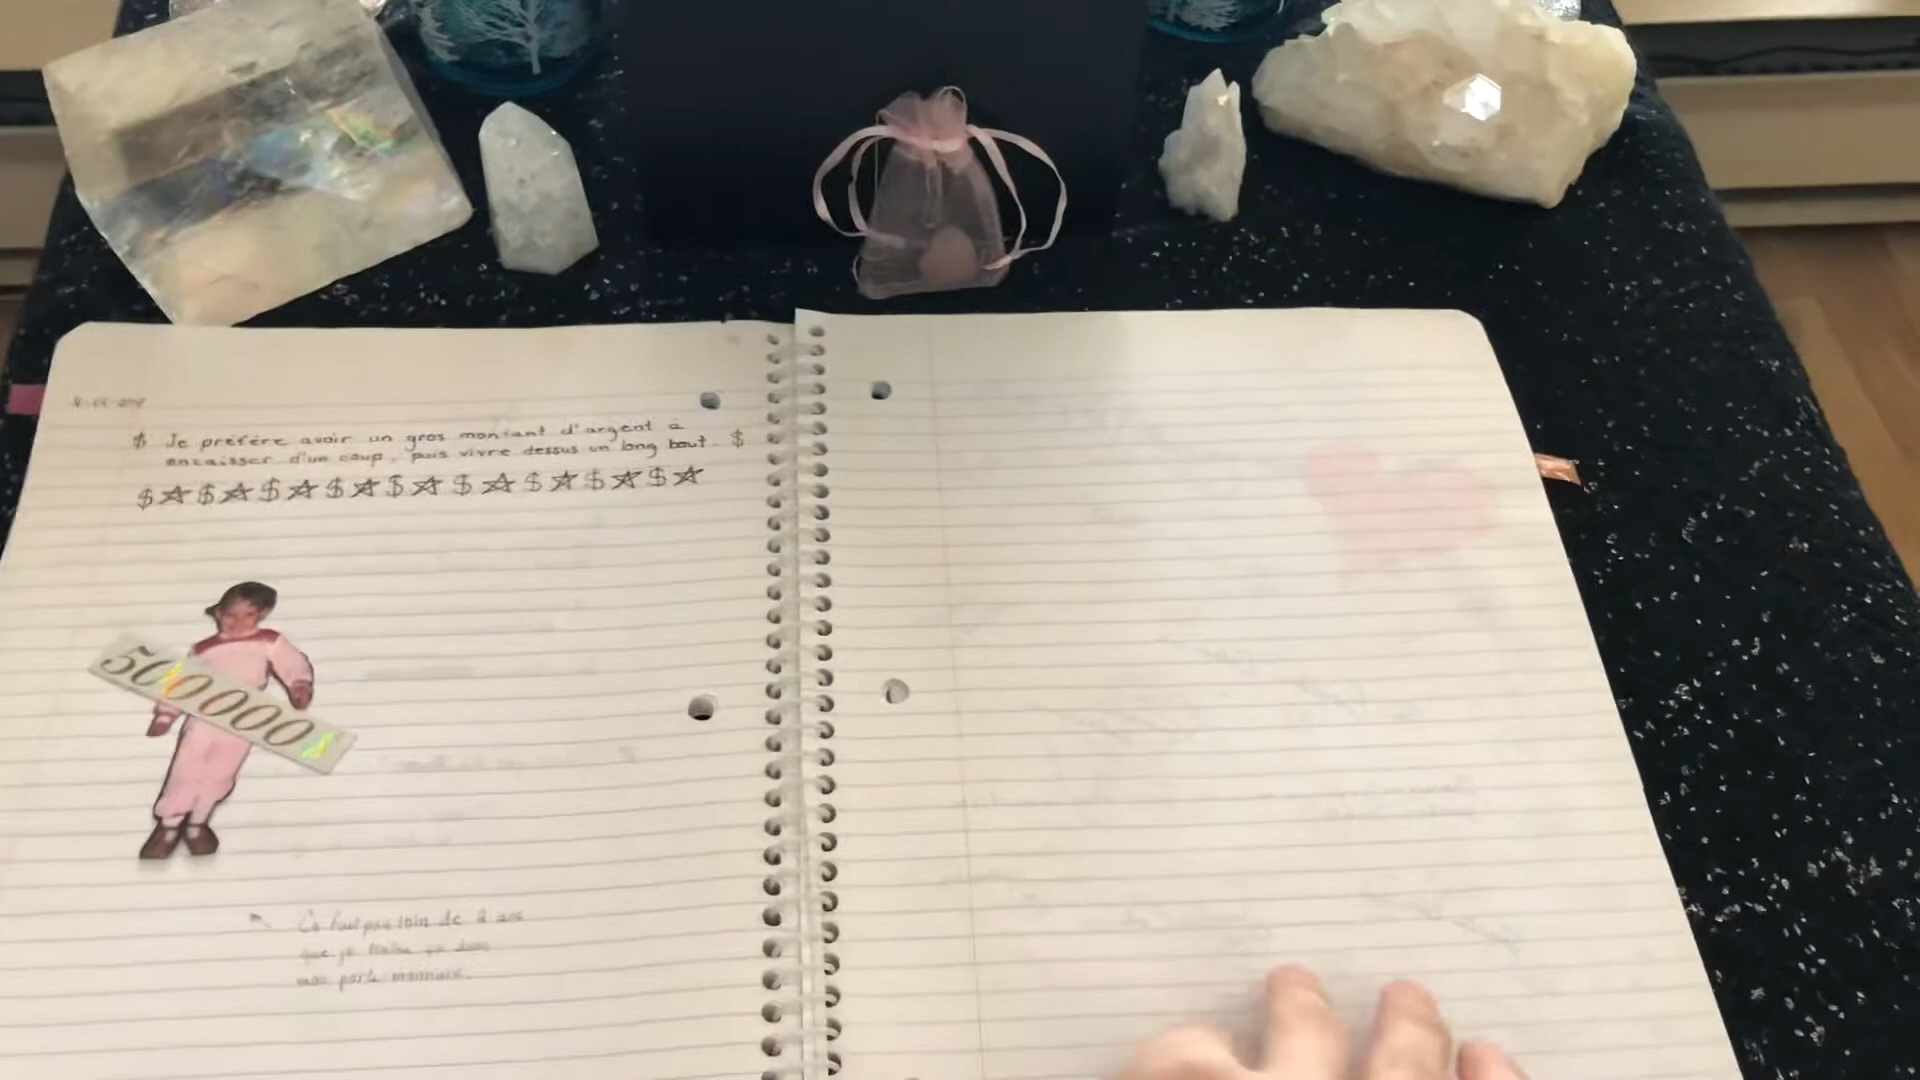 $ Je préfère avoir un gros montant d'argent à $
encaisser d'un coup, puis vivre dessus un long bout.
$☆$☆$☆$☆$☆$☆$☆$☆$☆
500000
Ça fait pas loin de 2 ans
que je traîne ça dans
mon porte-monnaie.